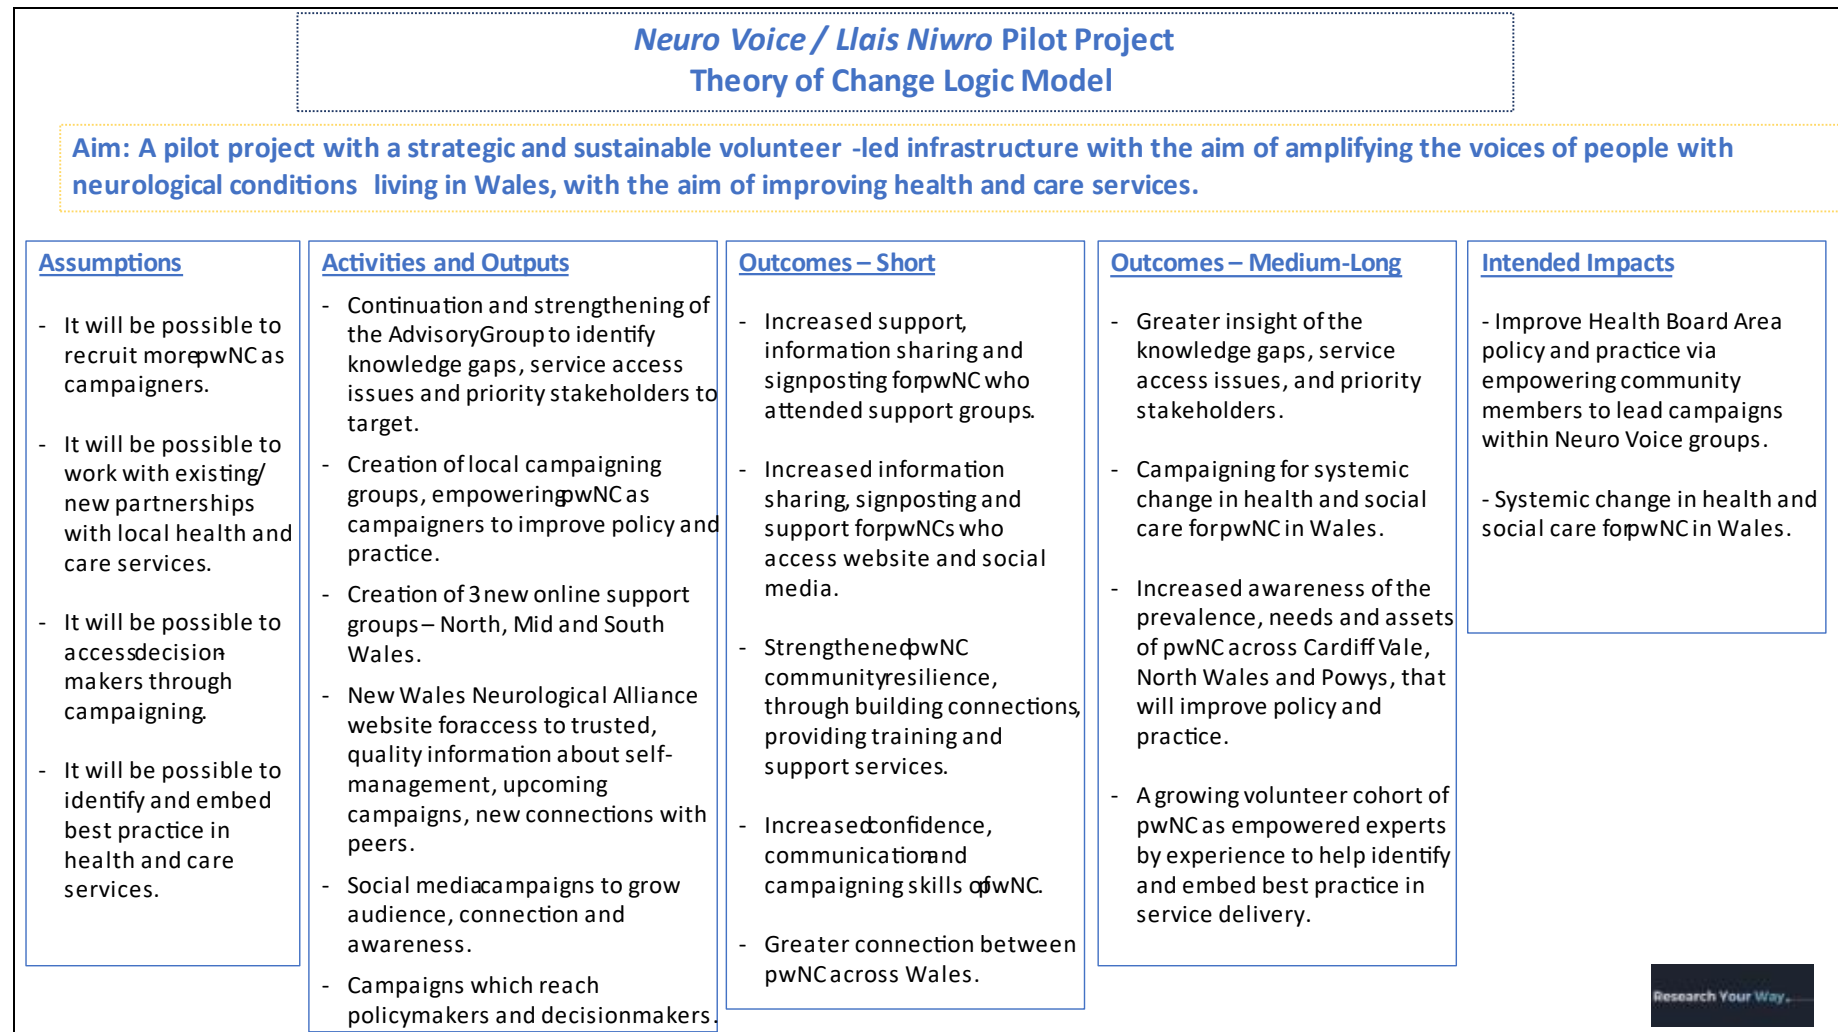 Neuro Voice / Llais Niwro Pilot Project
Theory of Change Logic Model
Aim: A pilot project with a strategic and sustainable volunteer -led infrastructure with the aim of amplifying the voices of people with
neurological conditions living in Wales, with the aim of improving health and care services.
Assumptions
- It will be possible to
recruit more pwNC as
campaigners.
- It will be possible to
work with existing/
new partnerships
with local health and
care services.
- It will be possible to
access decision-
makers through
campaigning.
- It will be possible to
identify and embed
best practice in
health and care
services.
Activities and Outputs
- Continuation and strengthening of
the Advisory Group to identify
knowledge gaps, service access
issues and priority stakeholders to
target.
- Creation of local campaigning
groups, empowering pwNC as
campaigners to improve policy and
practice.
- Creation of 3 new online support
groups – North, Mid and South
Wales.
- New Wales Neurological Alliance
website for access to trusted,
quality information about self-
management, upcoming
campaigns, new connections with
peers.
- Social media campaigns to grow
audience, connection and
awareness.
- Campaigns which reach
policymakers and decisionmakers.
Outcomes – Short
- Increased support,
information sharing and
signposting for pwNC who
attended support groups.
- Increased information
sharing, signposting and
support for pwNCs who
access website and social
media.
- Strengthened pwNC
community resilience,
through building connections,
providing training and
support services.
- Increased confidence,
communication and
campaigning skills of pwNC.
- Greater connection between
pwNC across Wales.
Outcomes – Medium-Long
- Greater insight of the
knowledge gaps, service
access issues, and priority
stakeholders.
- Campaigning for systemic
change in health and social
care for pwNC in Wales.
- Increased awareness of the
prevalence, needs and assets
of pwNC across Cardiff Vale,
North Wales and Powys, that
will improve policy and
practice.
- A growing volunteer cohort of
pwNC as empowered experts
by experience to help identify
and embed best practice in
service delivery.
Intended Impacts
- Improve Health Board Area
policy and practice via
empowering community
members to lead campaigns
within Neuro Voice groups.
- Systemic change in health and
social care for pwNC in Wales.
Research Your Way.